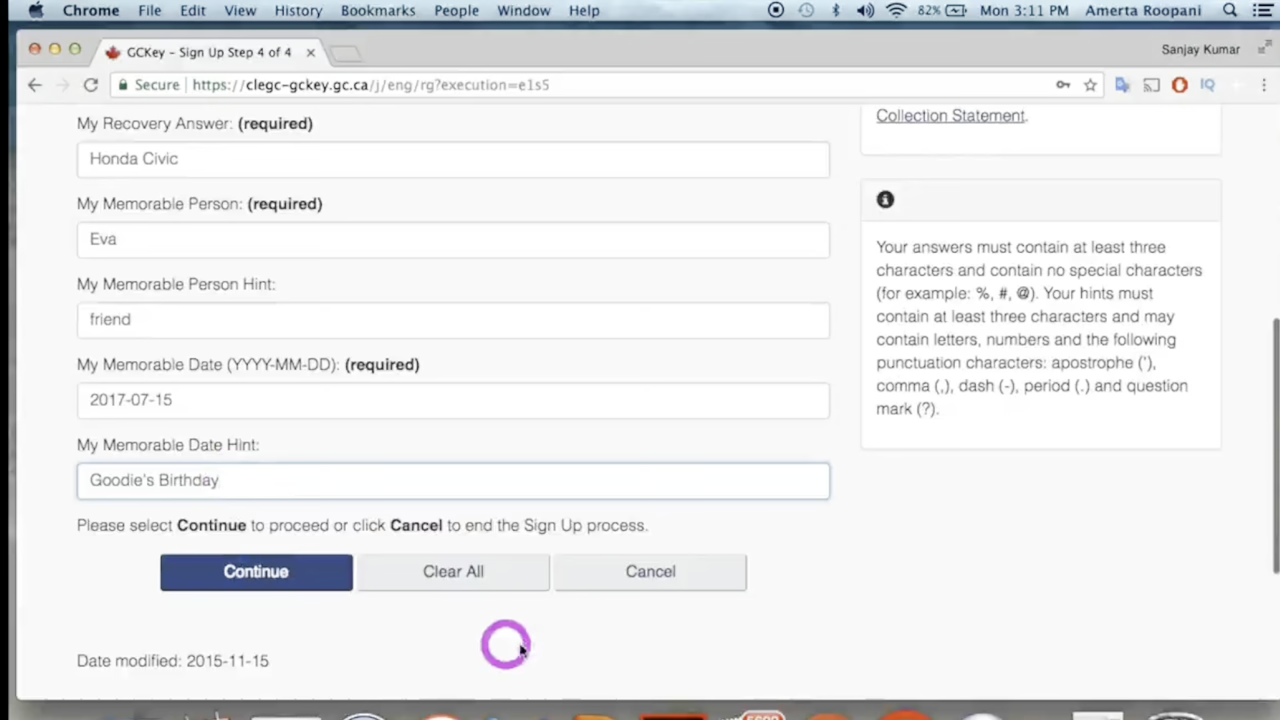 Chrome File Edit View History Bookmarks People Window Help 82% Mon 3:11 PM Amerta Roopani
GCKey - Sign Up Step 4 of 4 Sanjay Kumar
Secure https://clegc-gckey.gc.ca/j/eng/rg?execution=e1s5 IQ
My Recovery Answer: (required)
Honda Civic
My Memorable Person: (required)
Eva
My Memorable Person Hint:
friend
My Memorable Date (YYYY-MM-DD): (required)
2017-07-15
My Memorable Date Hint:
Goodie's Birthday
Please select Continue to proceed or click Cancel to end the Sign Up process.
Continue Clear All Cancel
Date modified: 2015-11-15
Collection Statement.
Your answers must contain at least three
characters and contain no special characters
(for example: %, #, @). Your hints must
contain at least three characters and may
contain letters, numbers and the following
punctuation characters: apostrophe ('),
comma (,), dash (-), period (.) and question
mark (?).